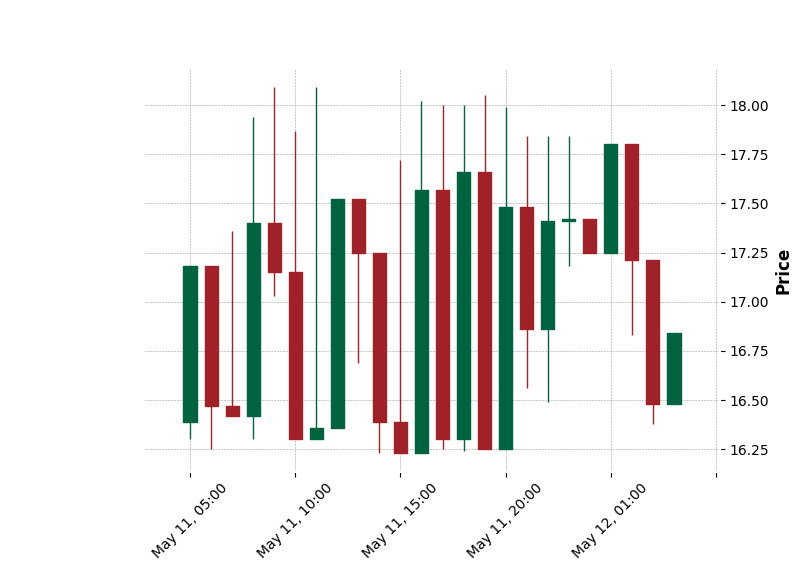 18.00
17.75
17.50
17.25
17.00
16.75
16.50
16.25
Price
May 11, 05:00
May 11, 10:00
May 11, 15:00
May 11, 20:00
May 12, 01:00